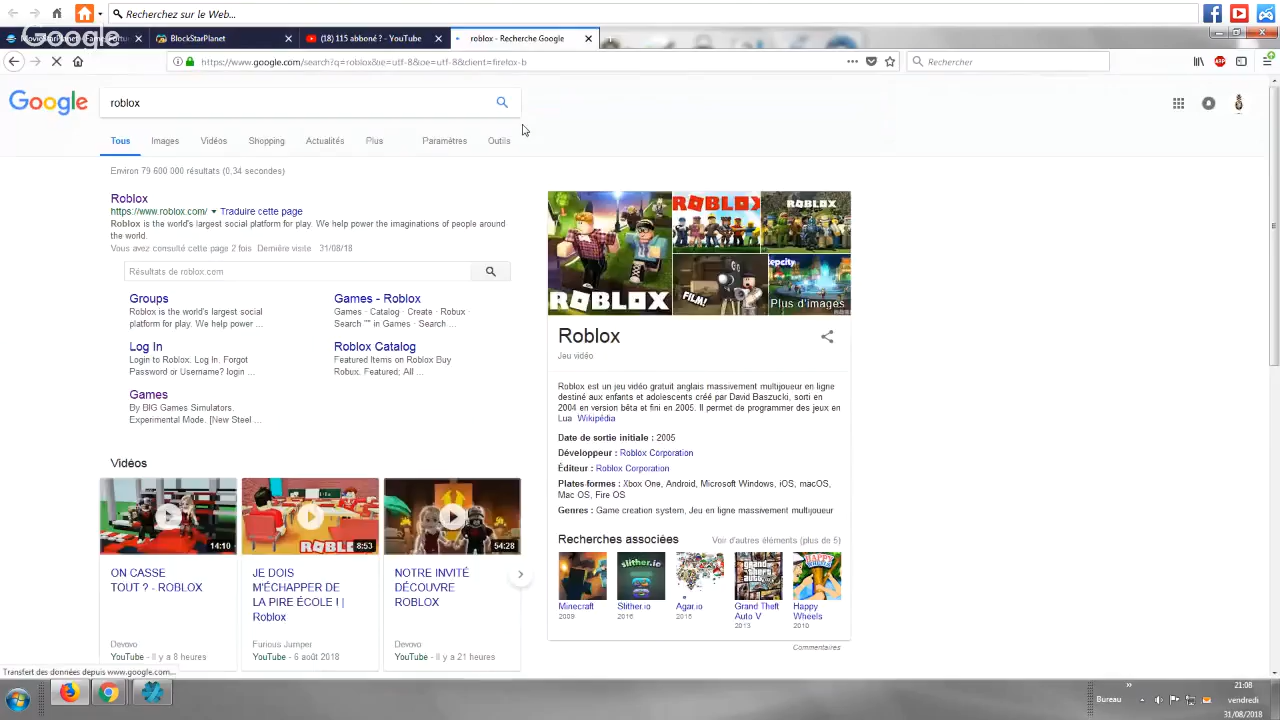 Recherchez sur le Web...
BlockStarPlanet
(18) 115 abonné ? - YouTube
roblox - Recherche Google
https://www.google.com/search?q=roblox&ie=utf-8&oe=utf-8&client=firefox-b
Rechercher
Google
roblox
Tous Images Vidéos Shopping Actualités Plus Paramètres Outils
Environ 79 600 000 résultats (0,34 secondes)
Roblox
https://www.roblox.com/ Traduire cette page
Roblox is the world's largest social platform for play. We help power the imaginations of people around
the world.
Vous avez consulté cette page 2 fois Dernière visite : 31/08/18
Résultats de roblox.com
Groups
Roblox is the world's largest social
platform for play. We help power ...
Games - Roblox
Games · Catalog · Create · Robux ·
Search "" in Games · Search ...
Log In
Login to Roblox. Log In. Forgot
Password or Username? login ...
Roblox Catalog
Featured Items on Roblox Buy
Robux. Featured; All ...
Games
By BIG Games Simulators.
Experimental Mode. [New Steel ...
Vidéos
14:10
8:53
54:28
ON CASSE
TOUT ? - ROBLOX
Devovo
YouTube - Il y a 8 heures
JE DOIS
M'ÉCHAPPER DE
LA PIRE ÉCOLE ! |
Roblox
Furious Jumper
YouTube - 6 août 2018
NOTRE INVITÉ
DÉCOUVRE
ROBLOX
Devovo
YouTube - Il y a 21 heures
ROBLOX
ROBLOX
ROBLOX
FILM!
Plus d'images
Roblox
Jeu vidéo
Roblox est un jeu vidéo gratuit anglais massivement multijoueur en ligne
destiné aux enfants et adolescents créé par David Baszucki, sorti en
2004 en version bêta et fini en 2005. Il permet de programmer des jeux en
Lua Wikipédia
Date de sortie initiale : 2005
Développeur : Roblox Corporation
Éditeur : Roblox Corporation
Plates-formes : Xbox One, Android, Microsoft Windows, iOS, macOS,
Mac OS, Fire OS
Genres : Game creation system, Jeu en ligne massivement multijoueur
Recherches associées
Voir d'autres éléments (plus de 5)
Minecraft
2009
Slither.io
2016
Agar.io
2015
Grand Theft
Auto V
2013
Happy
Wheels
2010
Commentaires
Transfert des données depuis www.google.com...
Bureau
21:08
vendredi
31/08/2018